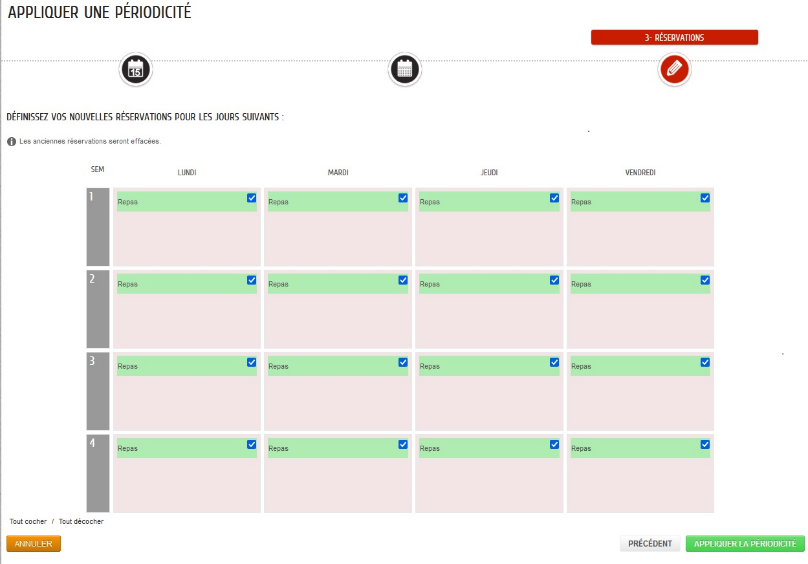 APPLIQUER UNE PÉRIODICITÉ
3- RÉSERVATIONS
15
DÉFINISSEZ VOS NOUVELLES RÉSERVATIONS POUR LES JOURS SUIVANTS :
i Les anciennes réservations seront effacées.
SEM LUNDI MARDI JEUDI VENDREDI
1 Repas Repas Repas Repas
2 Repas Repas Repas Repas
3 Repas Repas Repas Repas
4 Repas Repas Repas Repas
Tout cocher / Tout décocher
ANNULER PRÉCÉDENT APPLIQUER LA PÉRIODICITÉ